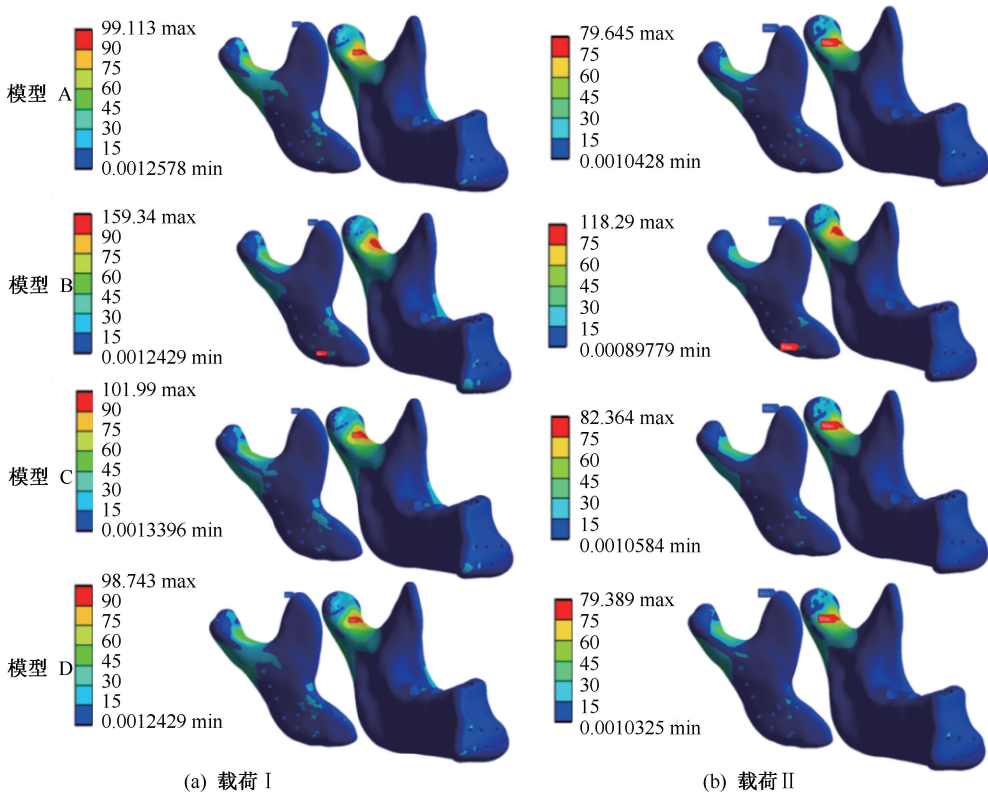 99.113 max
90
75
60
45
30
15
0.0012578 min
模型 A
79.645 max
75
60
45
30
15
0.0010428 min
159.34 max
90
75
60
45
30
15
0.0012429 min
模型 B
118.29 max
75
60
45
30
15
0.00089779 min
101.99 max
90
75
60
45
30
15
0.0013396 min
模型 C
82.364 max
75
60
45
30
15
0.0010584 min
98.743 max
90
75
60
45
30
15
0.0012429 min
模型 D
79.389 max
75
60
45
30
15
0.0010325 min
(a) 载荷Ⅰ
(b) 载荷Ⅱ